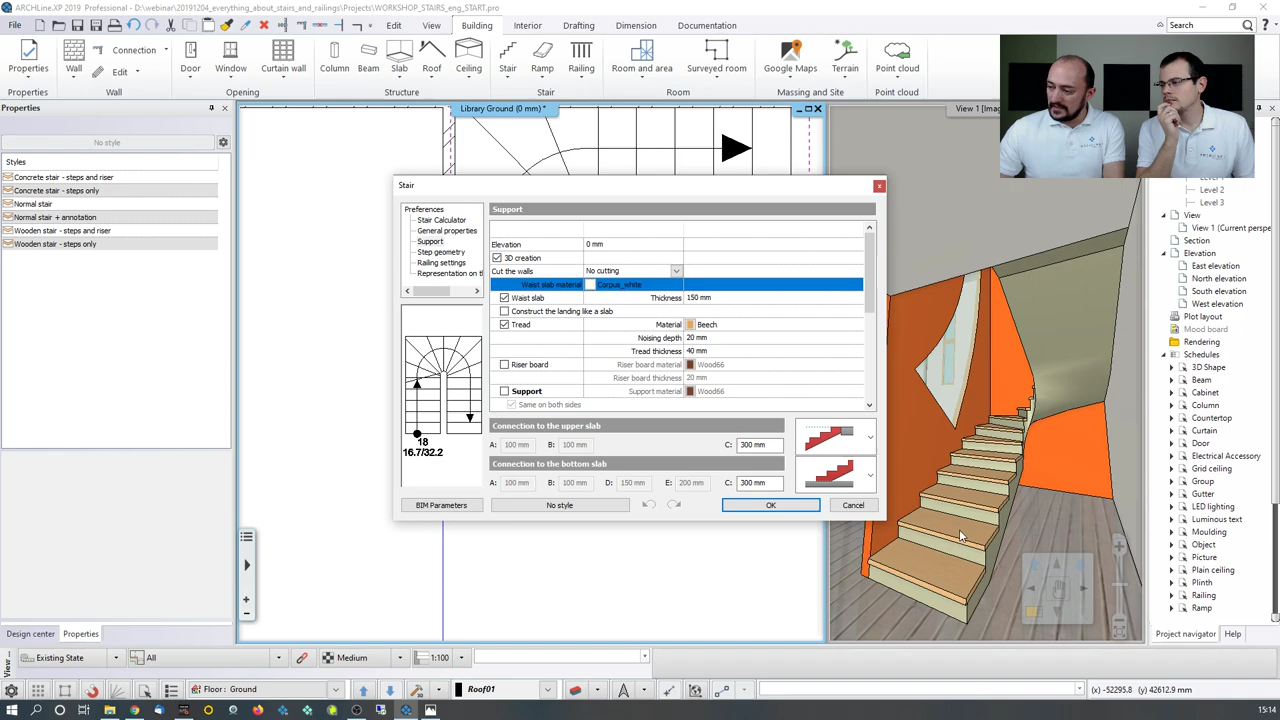 ARCHLine.XP 2019 Professional - D:\webinar\20191204_everything_about_stairs_and_railings\Projects\WORKSHOP_STAIRS_eng_START.pro
File
Edit
View
Building
Interior
Drafting
Dimension
Documentation
Search
Properties
Wall
Connection
Edit
Door
Window
Curtain wall
Column
Beam
Slab
Roof
Ceiling
Stair
Ramp
Railing
Room and area
Surveyed room
Google Maps
Terrain
Point cloud
Properties
Wall
Opening
Structure
Stair
Room
Massing and Site
Point cloud
Properties
No style
Styles
Concrete stair - steps and riser
Concrete stair - steps only
Normal stair
Normal stair + annotation
Wooden stair - steps and riser
Wooden stair - steps only
Library Ground (0 mm) *
View 1 [Imag
Stair
Preferences
Stair Calculator
General properties
Support
Step geometry
Railing settings
Representation on t
18
16.7/32.2
Support
Elevation 0 mm
3D creation
Cut the walls No cutting
Waist slab material Corpus_white
Waist slab Thickness 150 mm
Construct the landing like a slab
Tread Material Beech
Noising depth 20 mm
Tread thickness 40 mm
Riser board Riser board material Wood66
Riser board thickness 20 mm
Support Support material Wood66
Same on both sides
Connection to the upper slab
A: 100 mm B: 100 mm C: 300 mm
Connection to the bottom slab
A: 100 mm B: 100 mm D: 150 mm E: 200 mm C: 300 mm
BIM Parameters
No style
OK
Cancel
Level 2
Level 3
View
View 1 (Current perspe
Section
Elevation
East elevation
North elevation
South elevation
West elevation
Plot layout
Mood board
Rendering
Schedules
3D Shape
Beam
Cabinet
Column
Countertop
Curtain
Door
Electrical Accessory
Grid ceiling
Group
Gutter
LED lighting
Luminous text
Moulding
Object
Picture
Plain ceiling
Plinth
Railing
Ramp
Design center
Properties
Project navigator
Help
View
Existing State
All
Medium
1:100
Floor : Ground
Roof01
(x) -52295.8 (y) 42612.9 mm
15:14